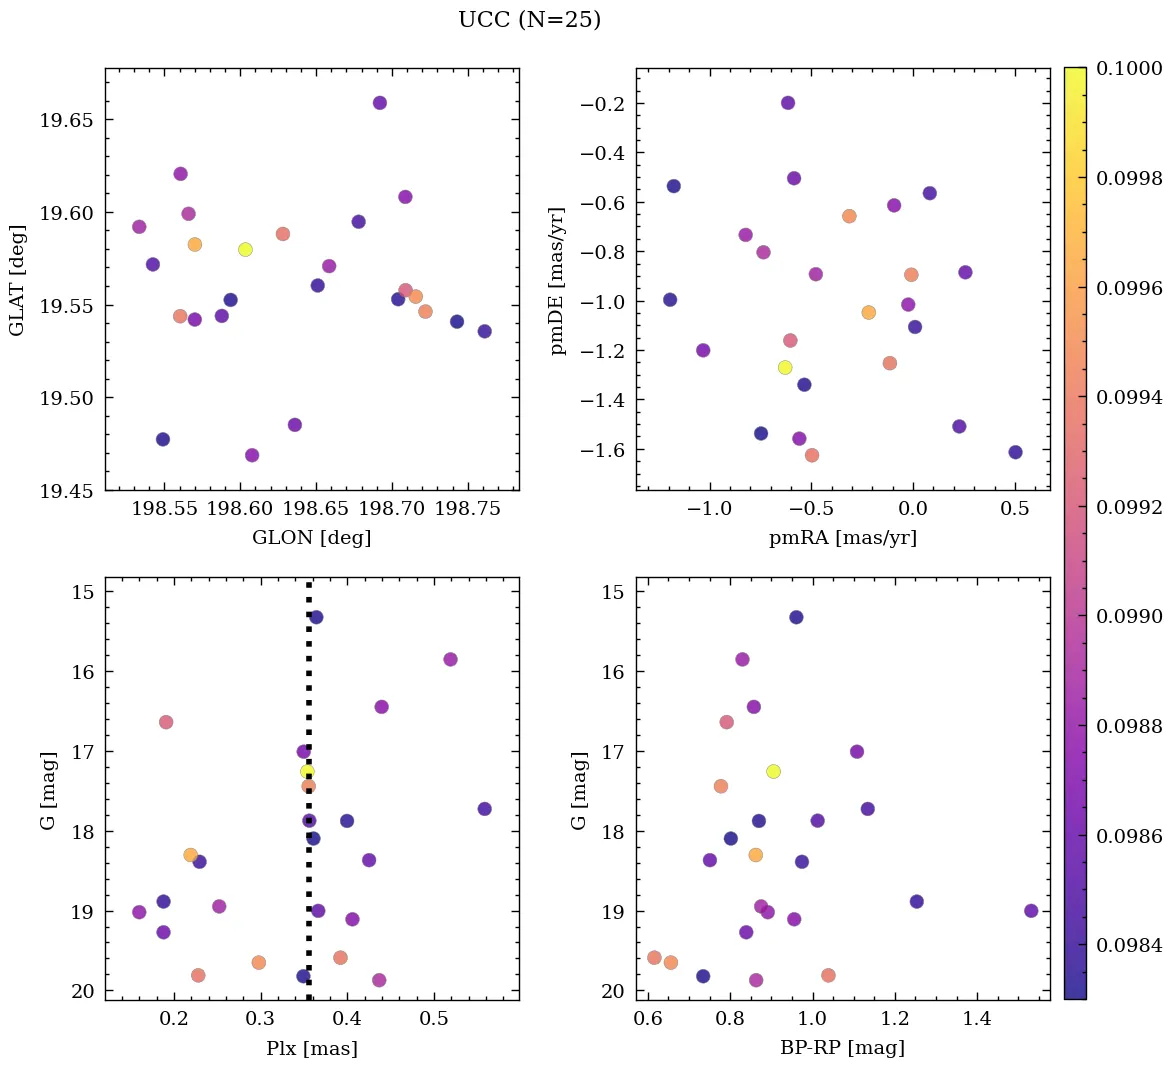 UCC (N=25)
19.65
19.60
19.55
19.50
19.45
GLAT [deg]
198.55 198.60 198.65 198.70 198.75
GLON [deg]
−0.2
−0.4
−0.6
−0.8
−1.0
−1.2
−1.4
−1.6
pmDE [mas/yr]
−1.0 −0.5 0.0 0.5
pmRA [mas/yr]
15
16
17
18
19
20
G [mag]
0.2 0.3 0.4 0.5
Plx [mas]
15
16
17
18
19
20
G [mag]
0.6 0.8 1.0 1.2 1.4
BP-RP [mag]
0.1000
0.0998
0.0996
0.0994
0.0992
0.0990
0.0988
0.0986
0.0984